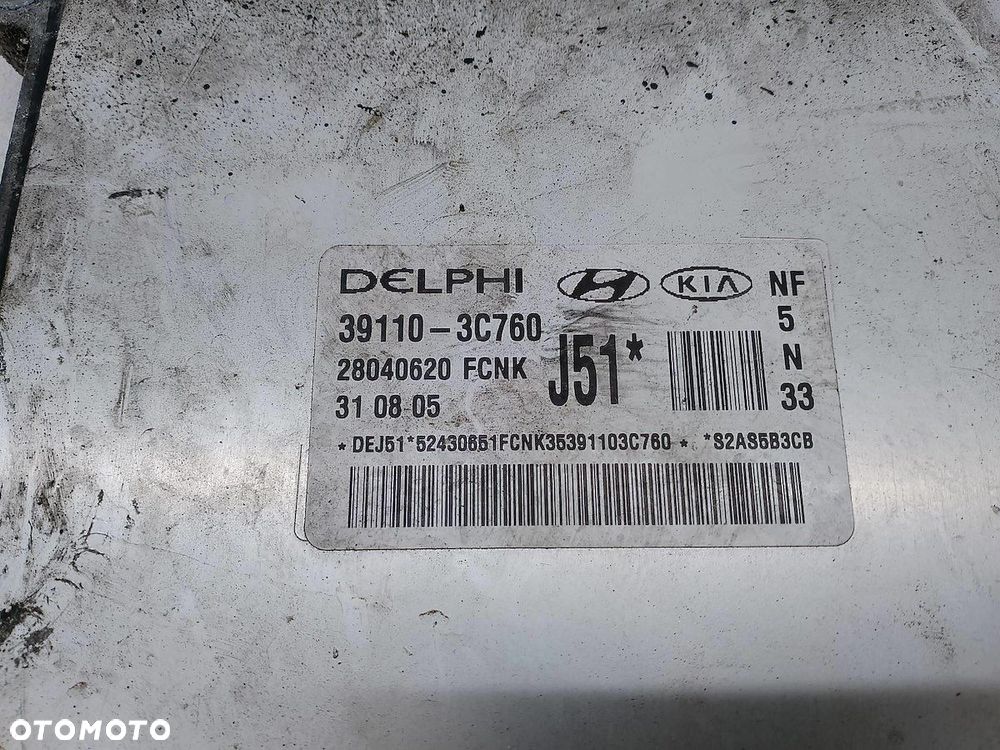 DELPHI KIA NF
39110-3C760 5
28040620 FCNK J51* N
31 08 05 33
*DEJ51*52430651FCNK35391103C760* *S2AS5B3CB
OTOMOTO